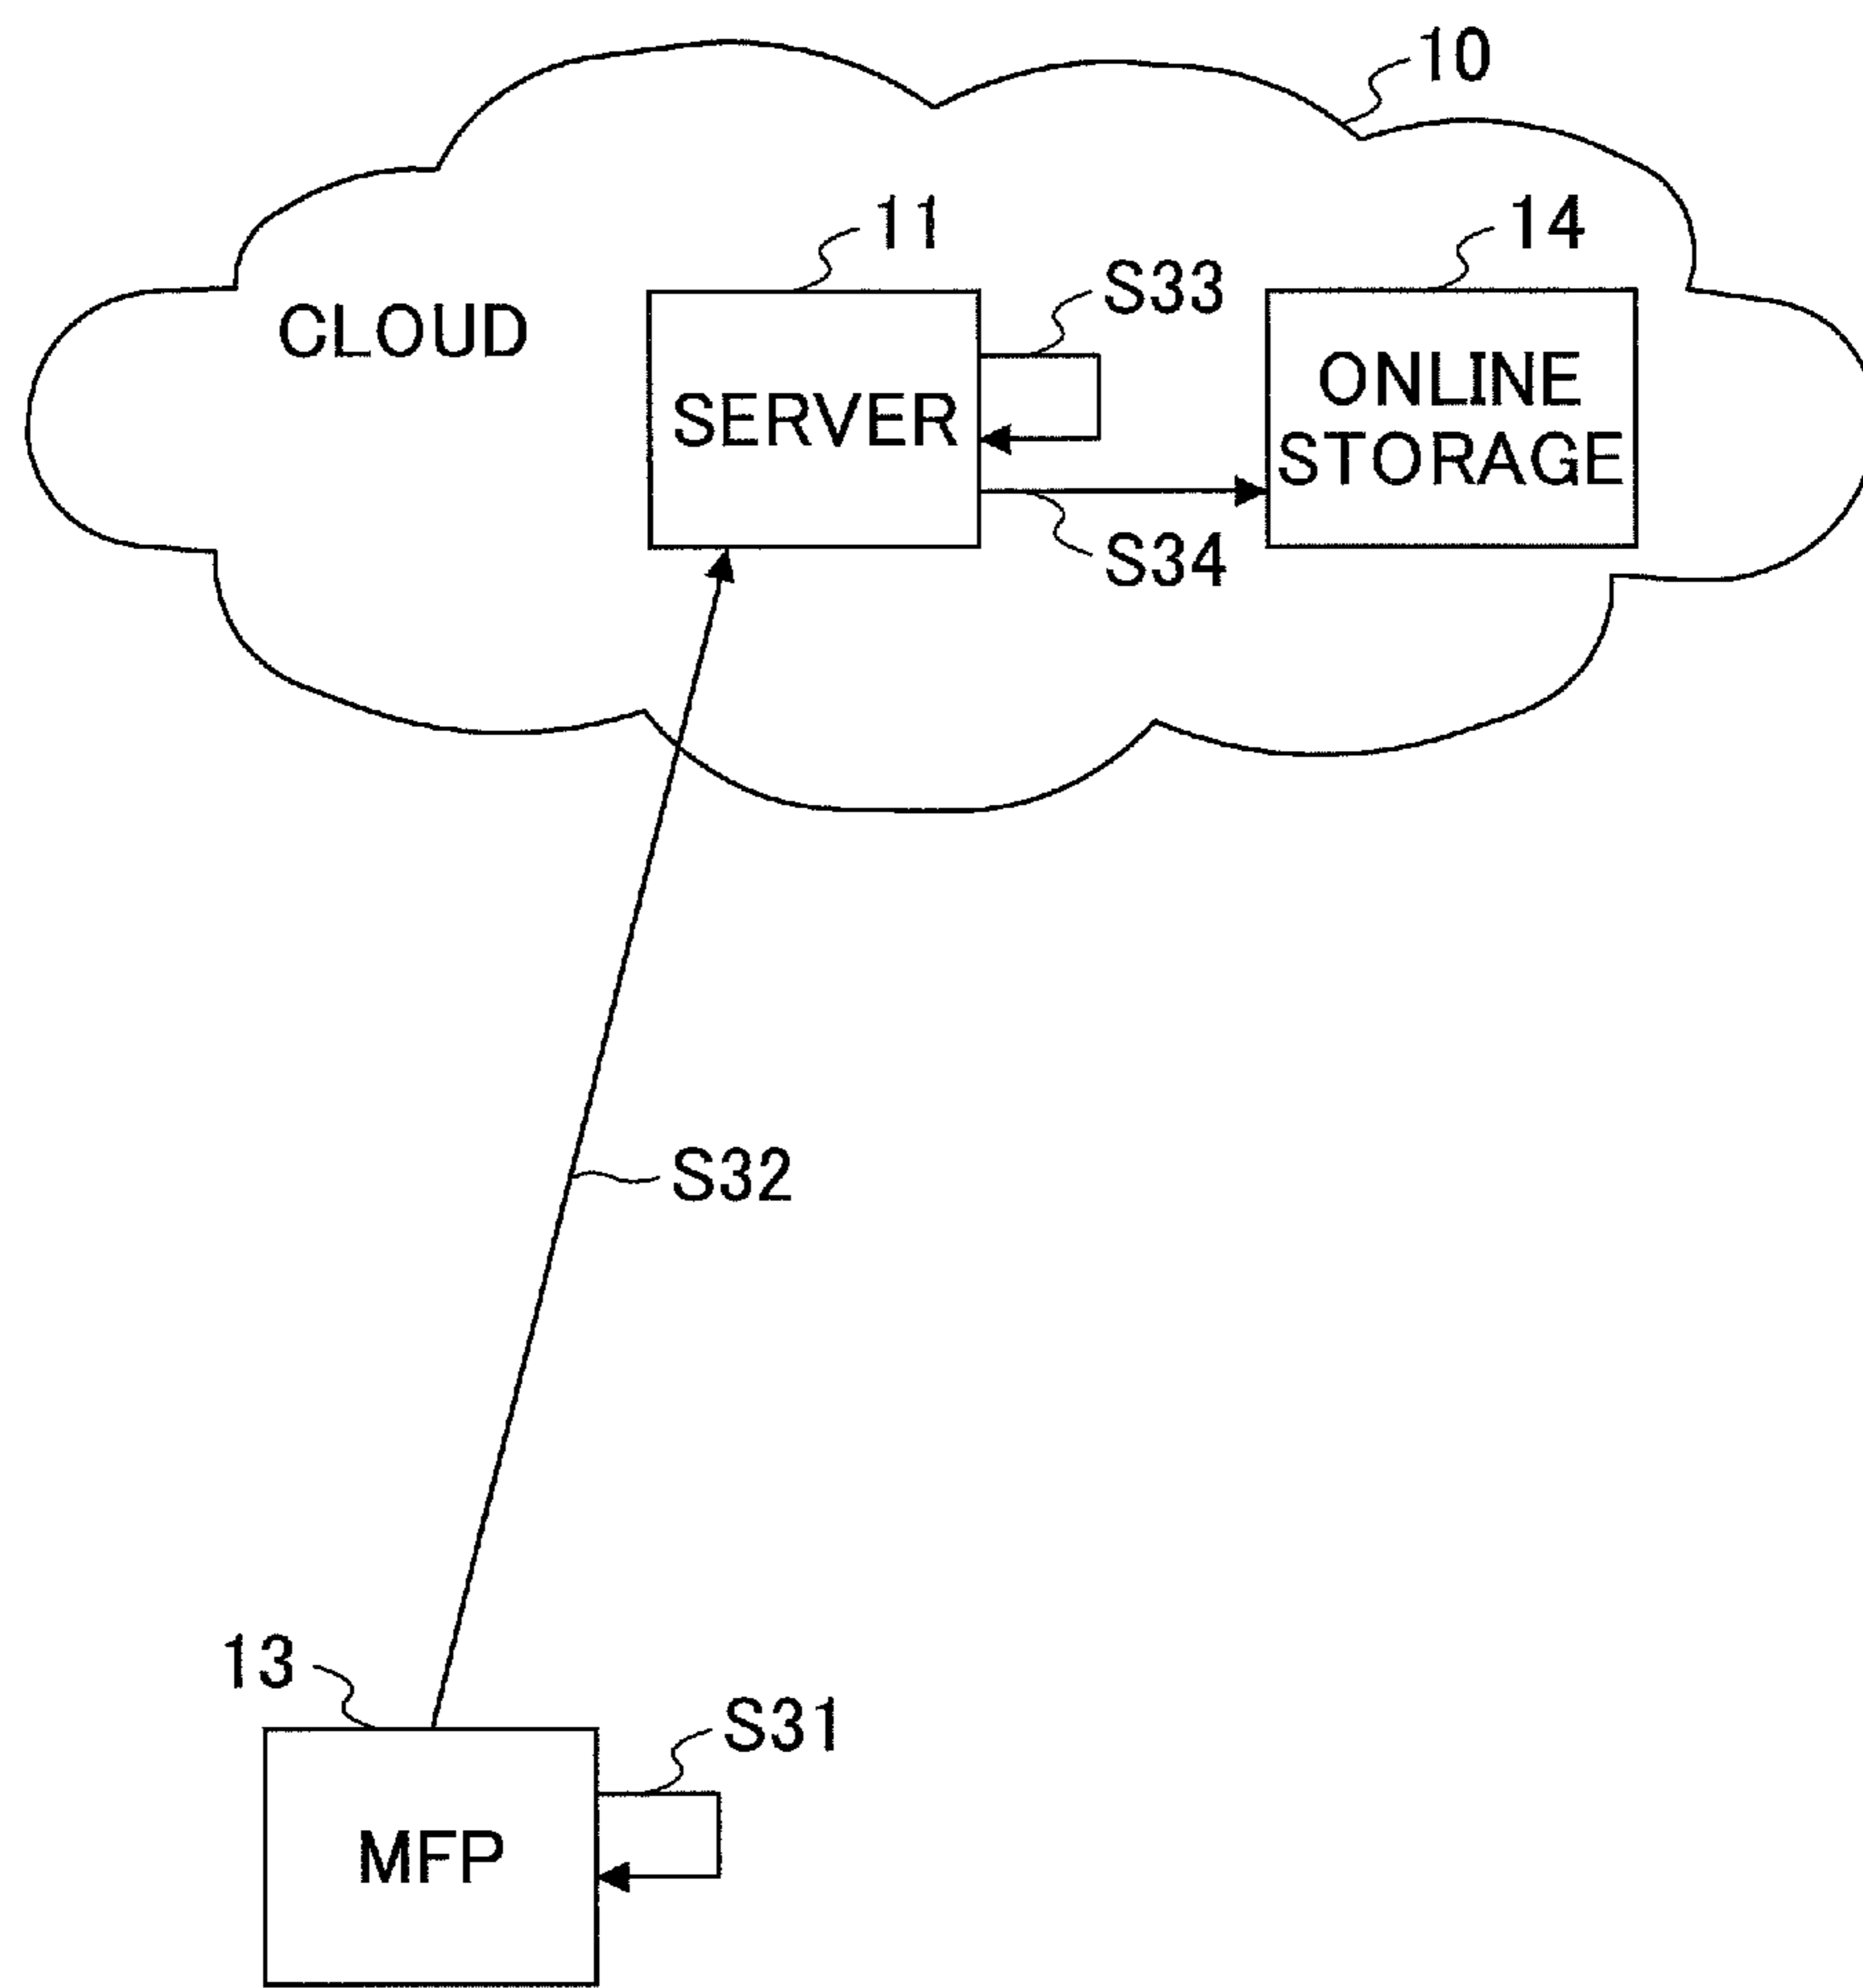 10
11
14
S33
CLOUD
SERVER
ONLINE
STORAGE
S34
S32
13
S31
MFP